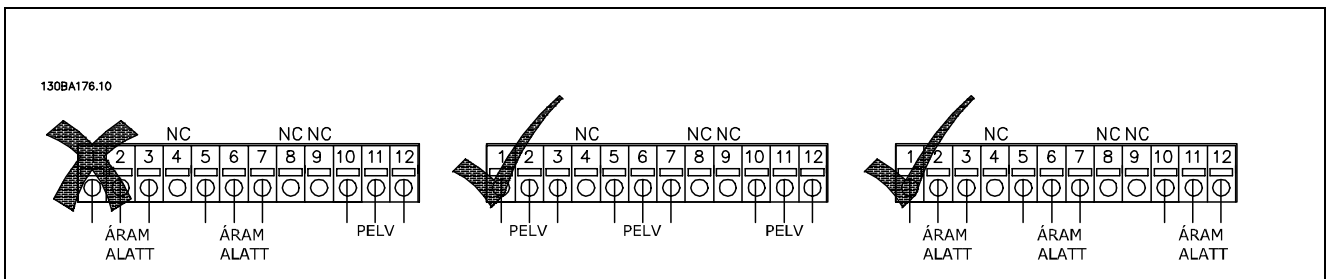 130BA176.10
NC NC NC
2 3 4 5 6 7 8 9 10 11 12
ÁRAM ALATT
ÁRAM ALATT
PELV
NC NC NC
1 2 3 4 5 6 7 8 9 10 11 12
PELV PELV PELV
NC NC NC
1 2 3 4 5 6 7 8 9 10 11 12
ÁRAM ALATT
ÁRAM ALATT
ÁRAM ALATT